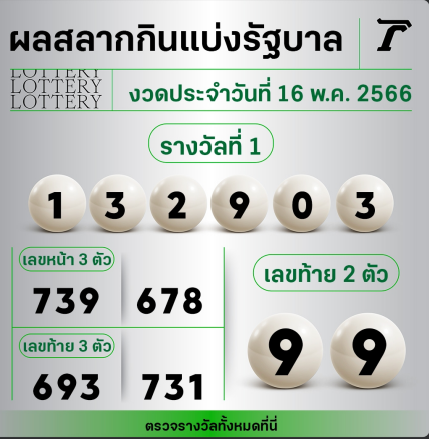 ผลสลากกินแบ่งรัฐบาล
LOTTERY
LOTTERY
LOTTERY
งวดประจำวันที่ 16 พ.ค. 2566
รางวัลที่ 1
1 3 2 9 0 3
เลขหน้า 3 ตัว
739 678
เลขท้าย 3 ตัว
693 731
เลขท้าย 2 ตัว
9 9
ตรวจรางวัลทั้งหมดที่นี่